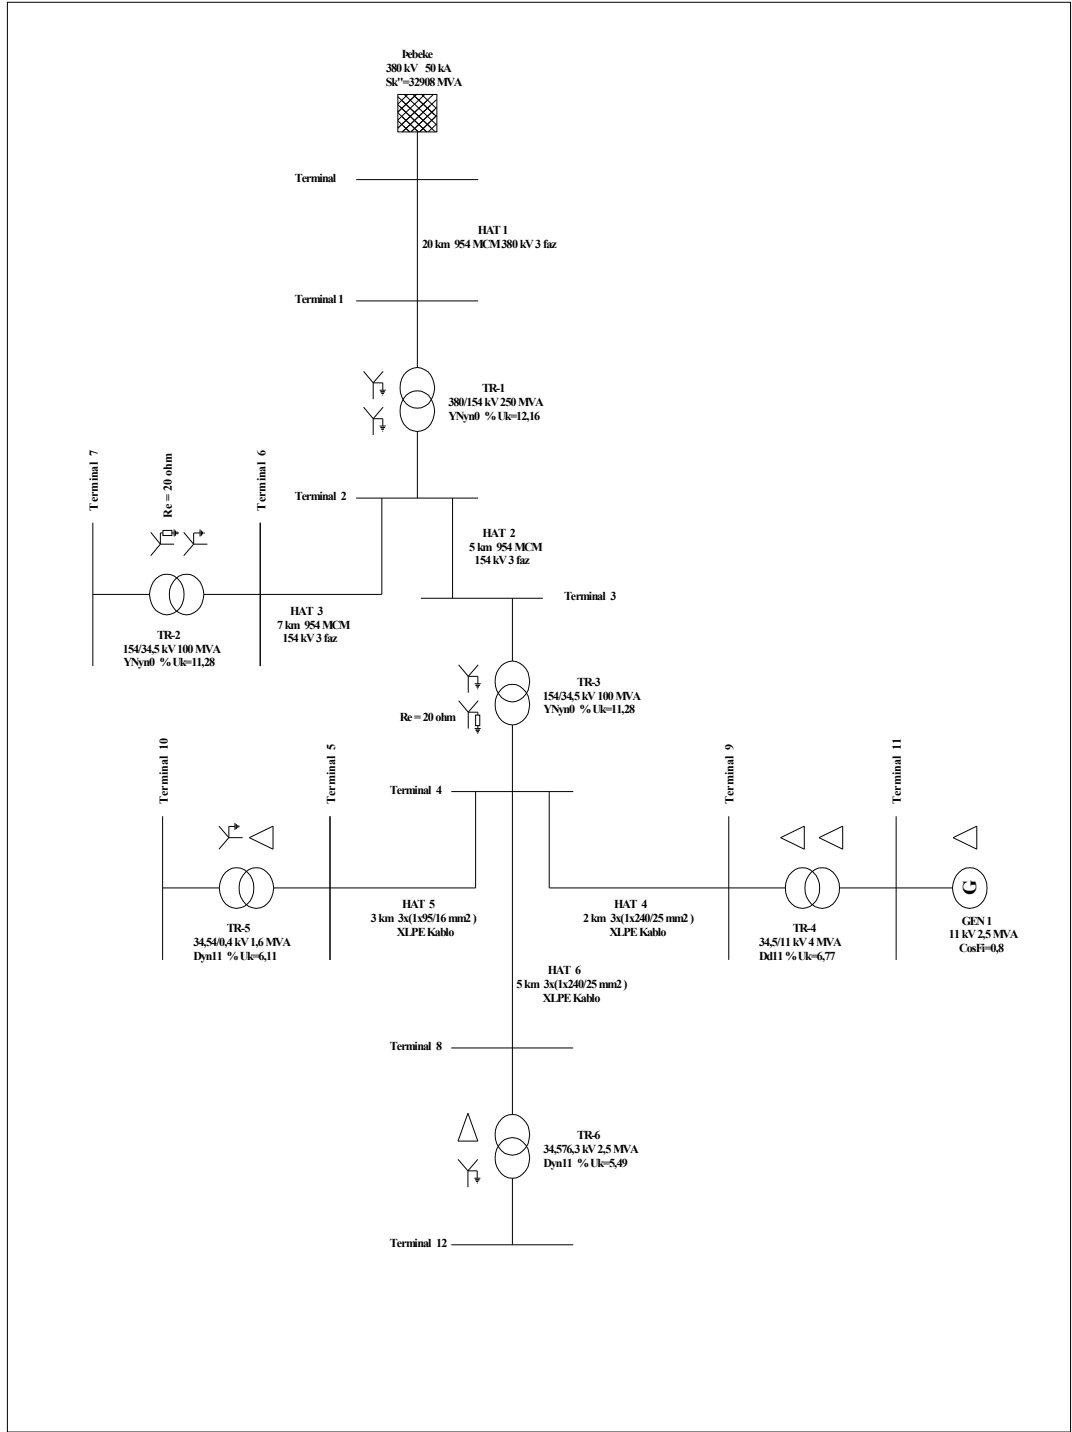 Þebeke
380 kV 50 kA
Sk"=32908 MVA
Terminal
HAT 1
20 km 954 MCM 380 kV 3 faz
Terminal 1
TR-1
380/154 kV 250 MVA
YNyn0 % Uk=12,16
Terminal 7
Re = 20 ohm
Terminal 6
Terminal 2
HAT 2
5 km 954 MCM
154 kV 3 faz
Terminal 3
HAT 3
7 km 954 MCM
154 kV 3 faz
TR-2
154/34,5 kV 100 MVA
YNyn0 % Uk=11,28
TR-3
154/34,5 kV 100 MVA
YNyn0 % Uk=11,28
Re = 20 ohm
Terminal 10
Terminal 5
Terminal 4
Terminal 9
Terminal 11
G
HAT 5
3 km 3x(1x95/16 mm2 )
XLPE Kablo
HAT 4
2 km 3x(1x240/25 mm2 )
XLPE Kablo
TR-5
34,54/0,4 kV 1,6 MVA
Dyn11 % Uk=6,11
TR-4
34,5/11 kV 4 MVA
Dd11 % Uk=6,77
GEN 1
11 kV 2,5 MVA
CosFi=0,8
HAT 6
5 km 3x(1x240/25 mm2 )
XLPE Kablo
Terminal 8
TR-6
34,576,3 kV 2,5 MVA
Dyn11 % Uk=5,49
Terminal 12